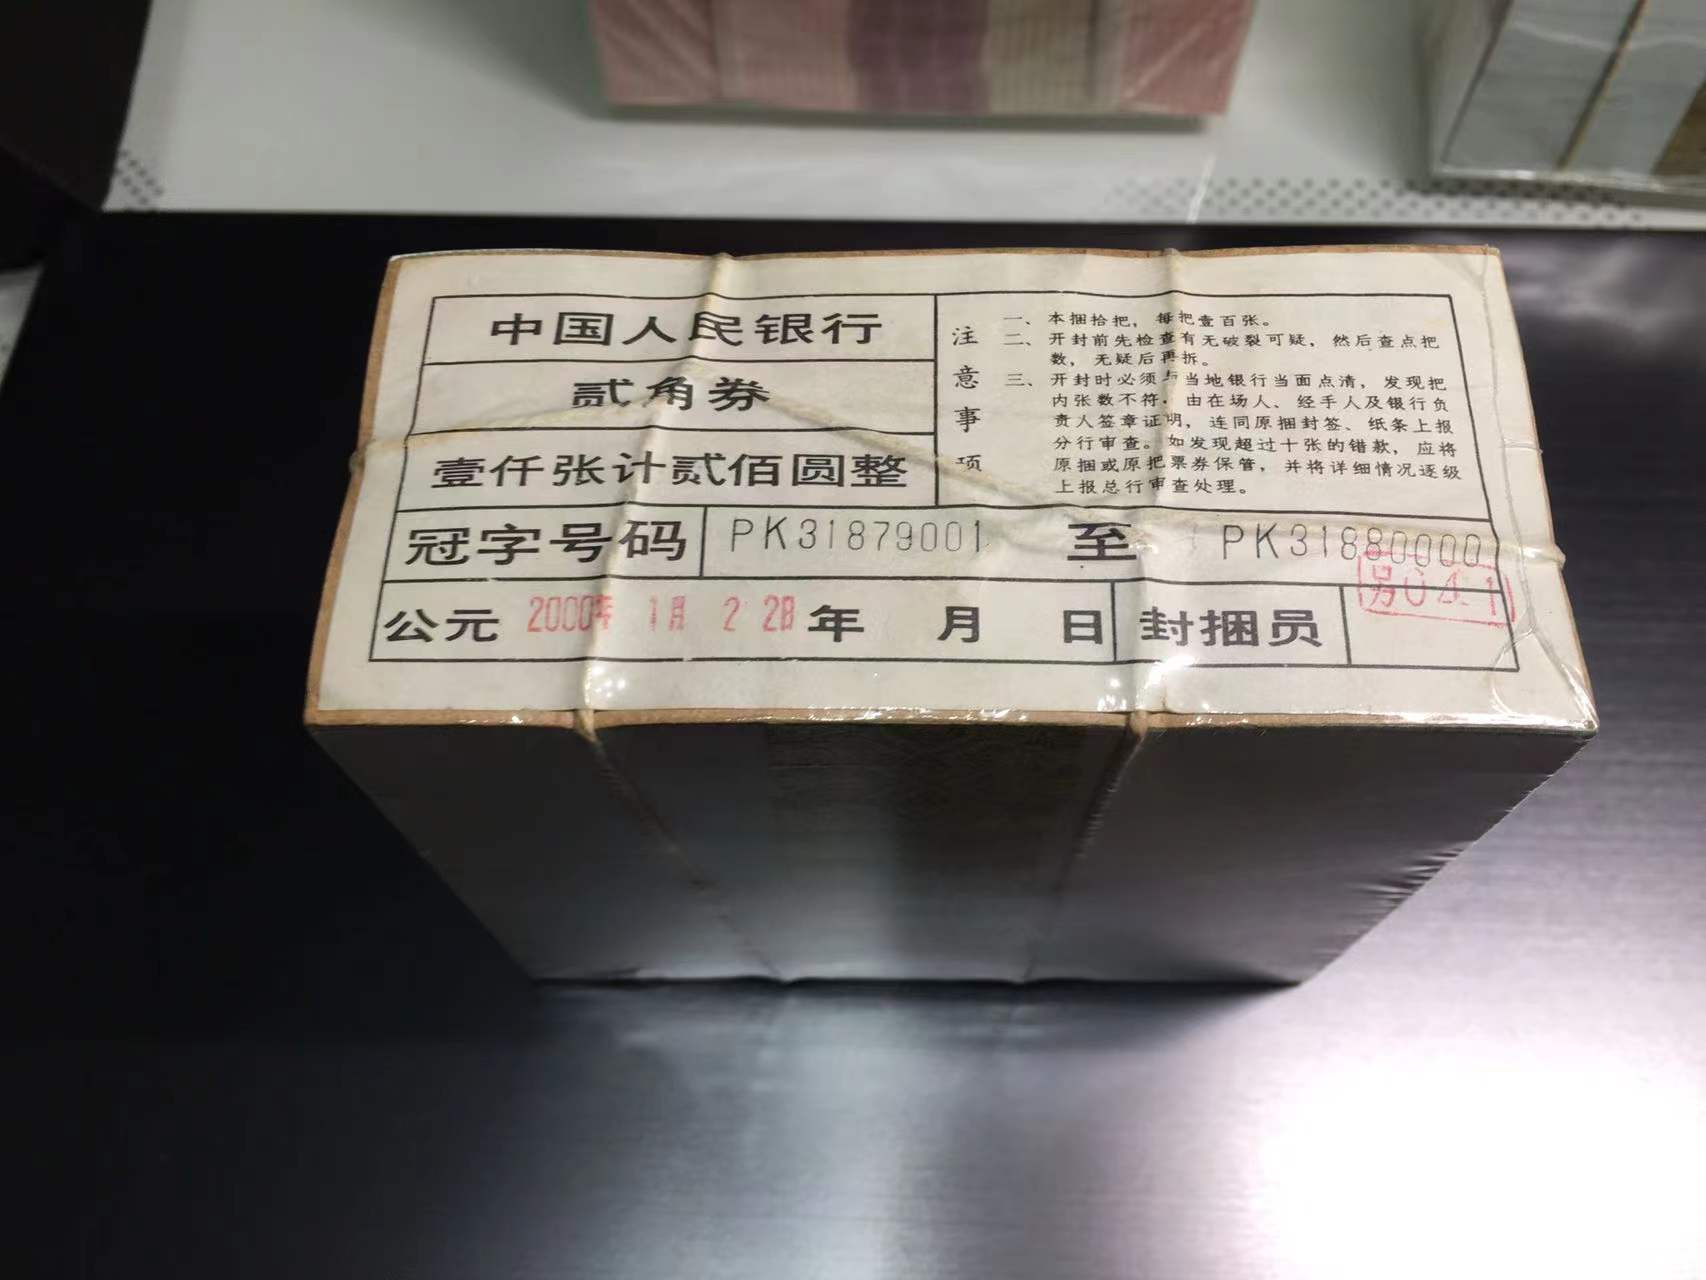 中国人民银行
贰角券
壹仟张计贰佰圆整
注意事项
一、本捆拾把，每把壹百张。
二、开封前先检查有无破裂可疑，然后查点把
数，无疑后再拆。
三、开封时必须与当地银行当面点清，发现把
内张数不符，由在场人、经手人及银行负
责人签章证明，连同原捆封签、纸条上报
分行审查。如发现超过十张的错款，应将
原捆或原把票券保管，并将详细情况逐级
上报总行审查处理。
冠字号码 PK31879001 至 PK31880000
公元 2000年 1月 2 2日 年 月 日 封捆员 041